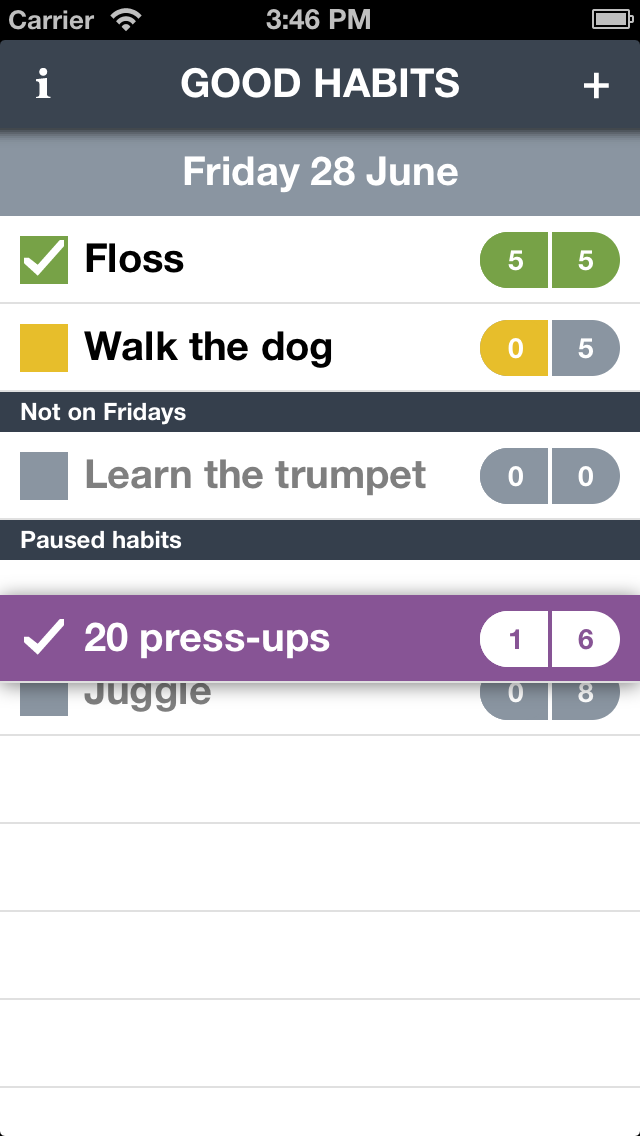 Carrier 3:46 PM
i GOOD HABITS +
Friday 28 June
Floss 5 5
Walk the dog 0 5
Not on Fridays
Learn the trumpet 0 0
Paused habits
20 press-ups 1 6
Juggle 0 8